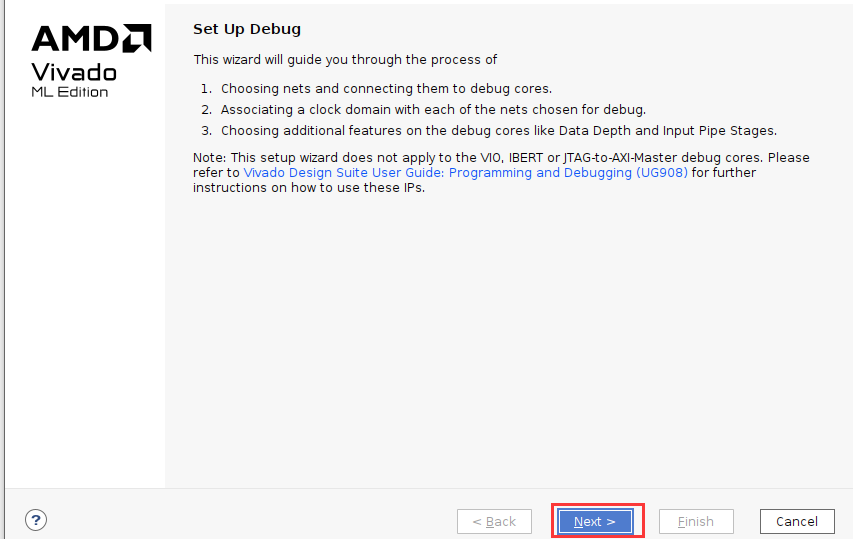 AMD
Vivado
ML Edition
Set Up Debug
This wizard will guide you through the process of
1. Choosing nets and connecting them to debug cores.
2. Associating a clock domain with each of the nets chosen for debug.
3. Choosing additional features on the debug cores like Data Depth and Input Pipe Stages.
Note: This setup wizard does not apply to the VIO, IBERT or JTAG-to-AXI-Master debug cores. Please
refer to Vivado Design Suite User Guide: Programming and Debugging (UG908) for further
instructions on how to use these IPs.
?
< Back
Next >
Finish
Cancel